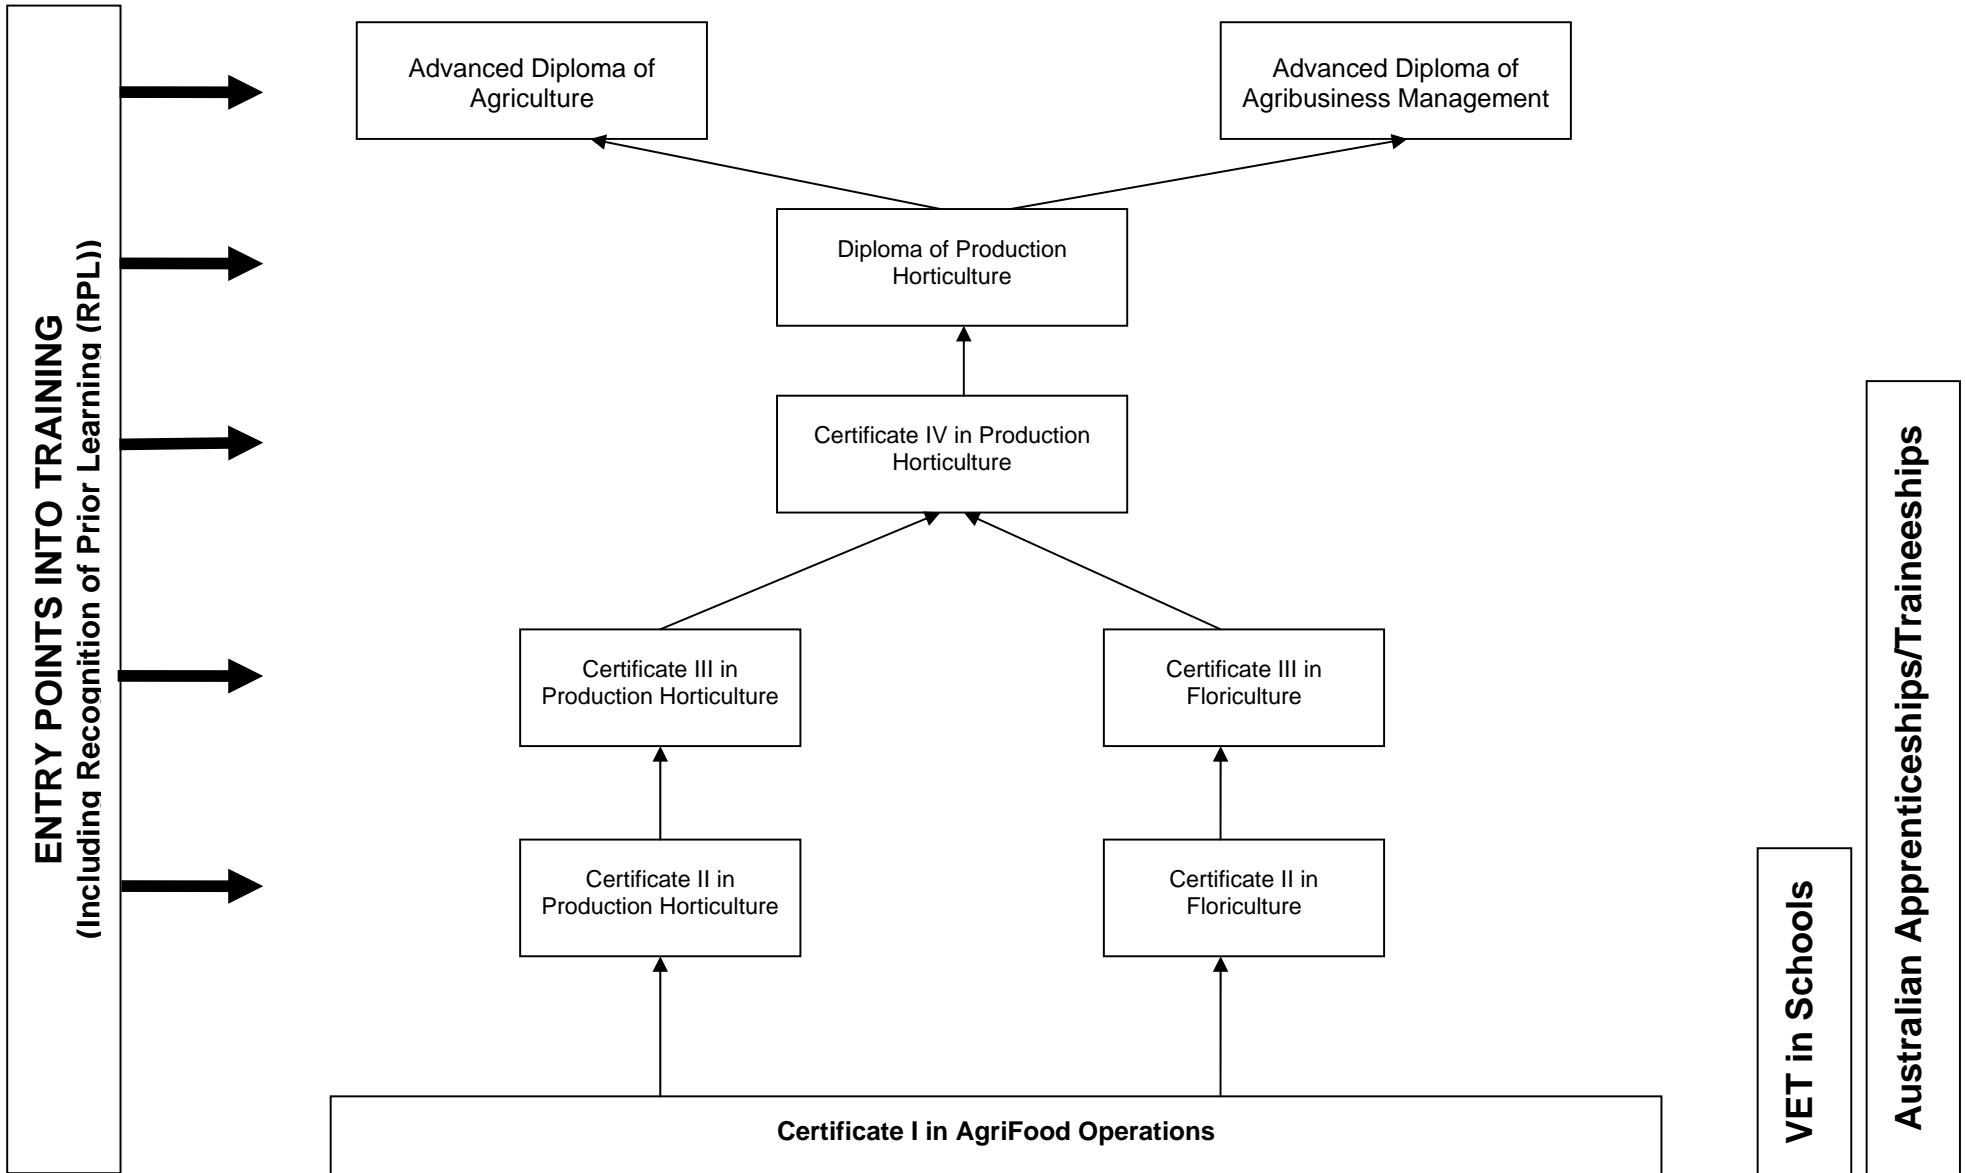 ENTRY POINTS INTO TRAINING
(Including Recognition of Prior Learning (RPL))
Advanced Diploma of
Agriculture
Advanced Diploma of
Agribusiness Management
Diploma of Production
Horticulture
Certificate IV in Production
Horticulture
Certificate III in
Production Horticulture
Certificate III in
Floriculture
Certificate II in
Production Horticulture
Certificate II in
Floriculture
Certificate I in AgriFood Operations
VET in Schools
Australian Apprenticeships/Traineeships